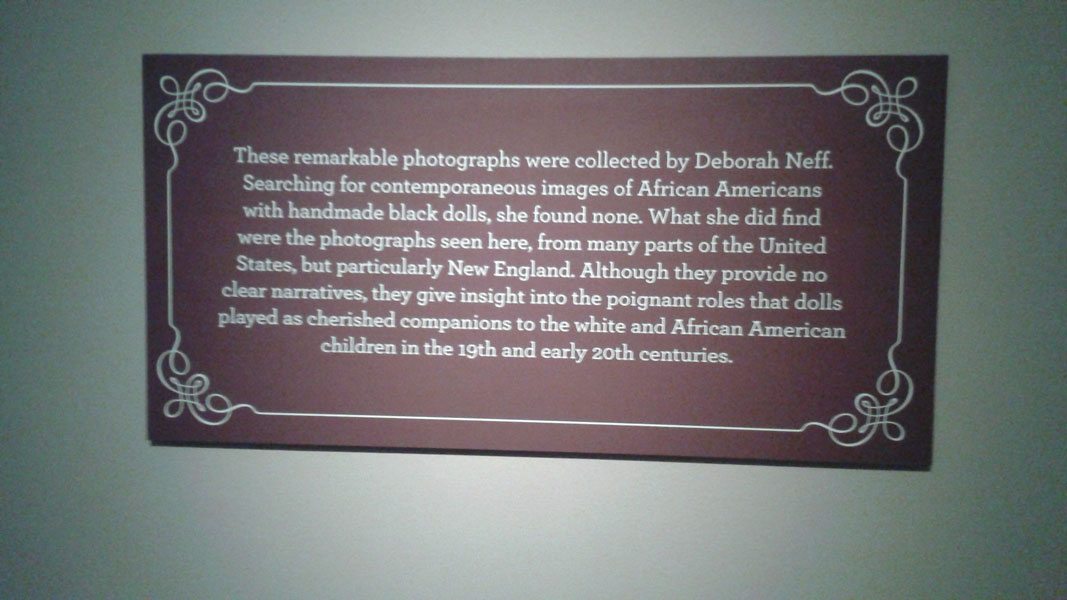 These remarkable photographs were collected by Deborah Neff.
Searching for contemporaneous images of African Americans
with handmade black dolls, she found none. What she did find
were the photographs seen here, from many parts of the United
States, but particularly New England. Although they provide no
clear narratives, they give insight into the poignant roles that dolls
played as cherished companions to the white and African American
children in the 19th and early 20th centuries.